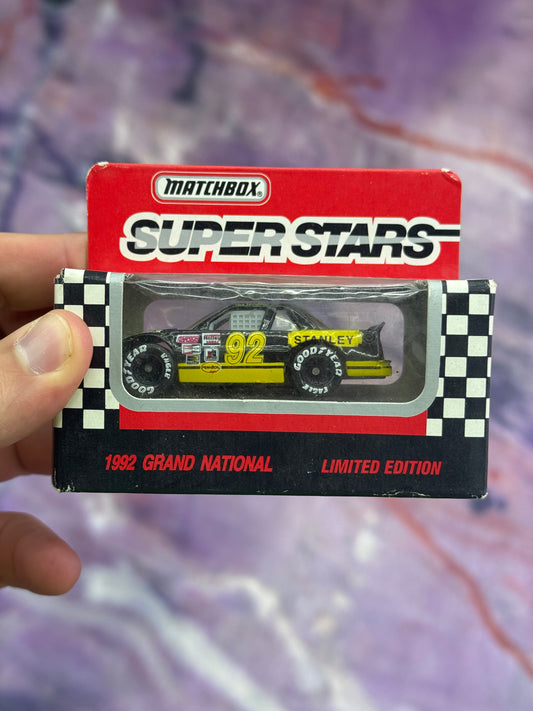 MATCHBOX®
SUPER STARS
92
STANLEY
GOODYEAR
EAGLE
GOODYEAR
EAGLE
1992 GRAND NATIONAL
LIMITED EDITION